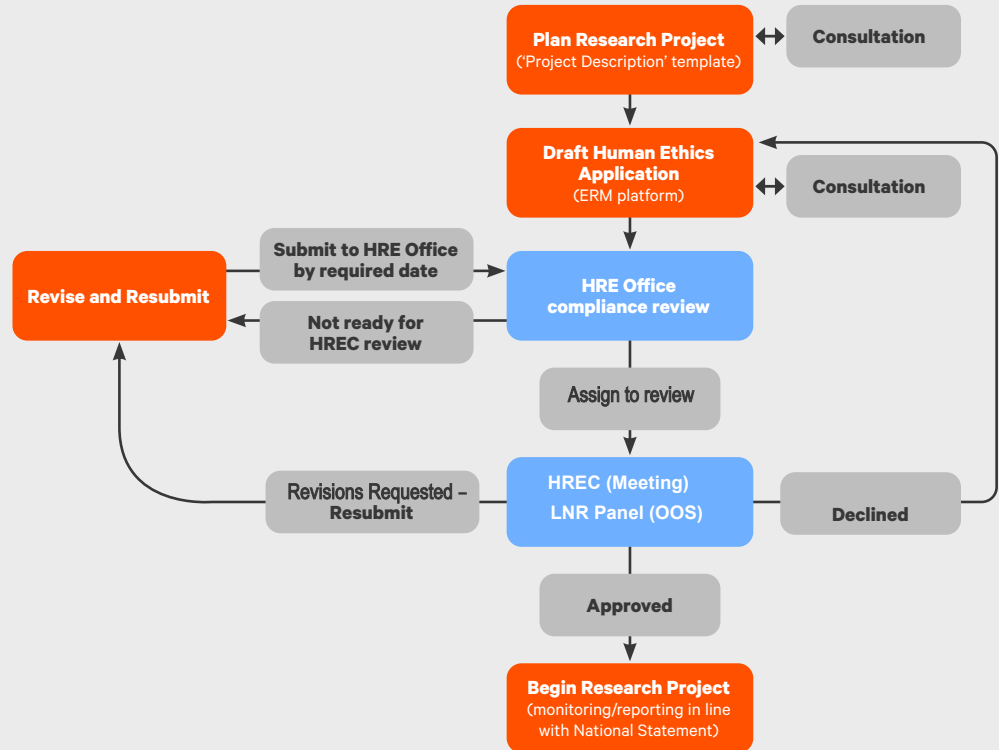 Plan Research Project
(‘Project Description’ template)
Consultation
Draft Human Ethics
Application
(ERM platform)
Consultation
Submit to HRE Office
by required date
Revise and Resubmit
HRE Office
compliance review
Not ready for
HREC review
Assign to review
HREC (Meeting)
LNR Panel (OOS)
Revisions Requested –
Resubmit
Declined
Approved
Begin Research Project
(monitoring/reporting in line
with National Statement)